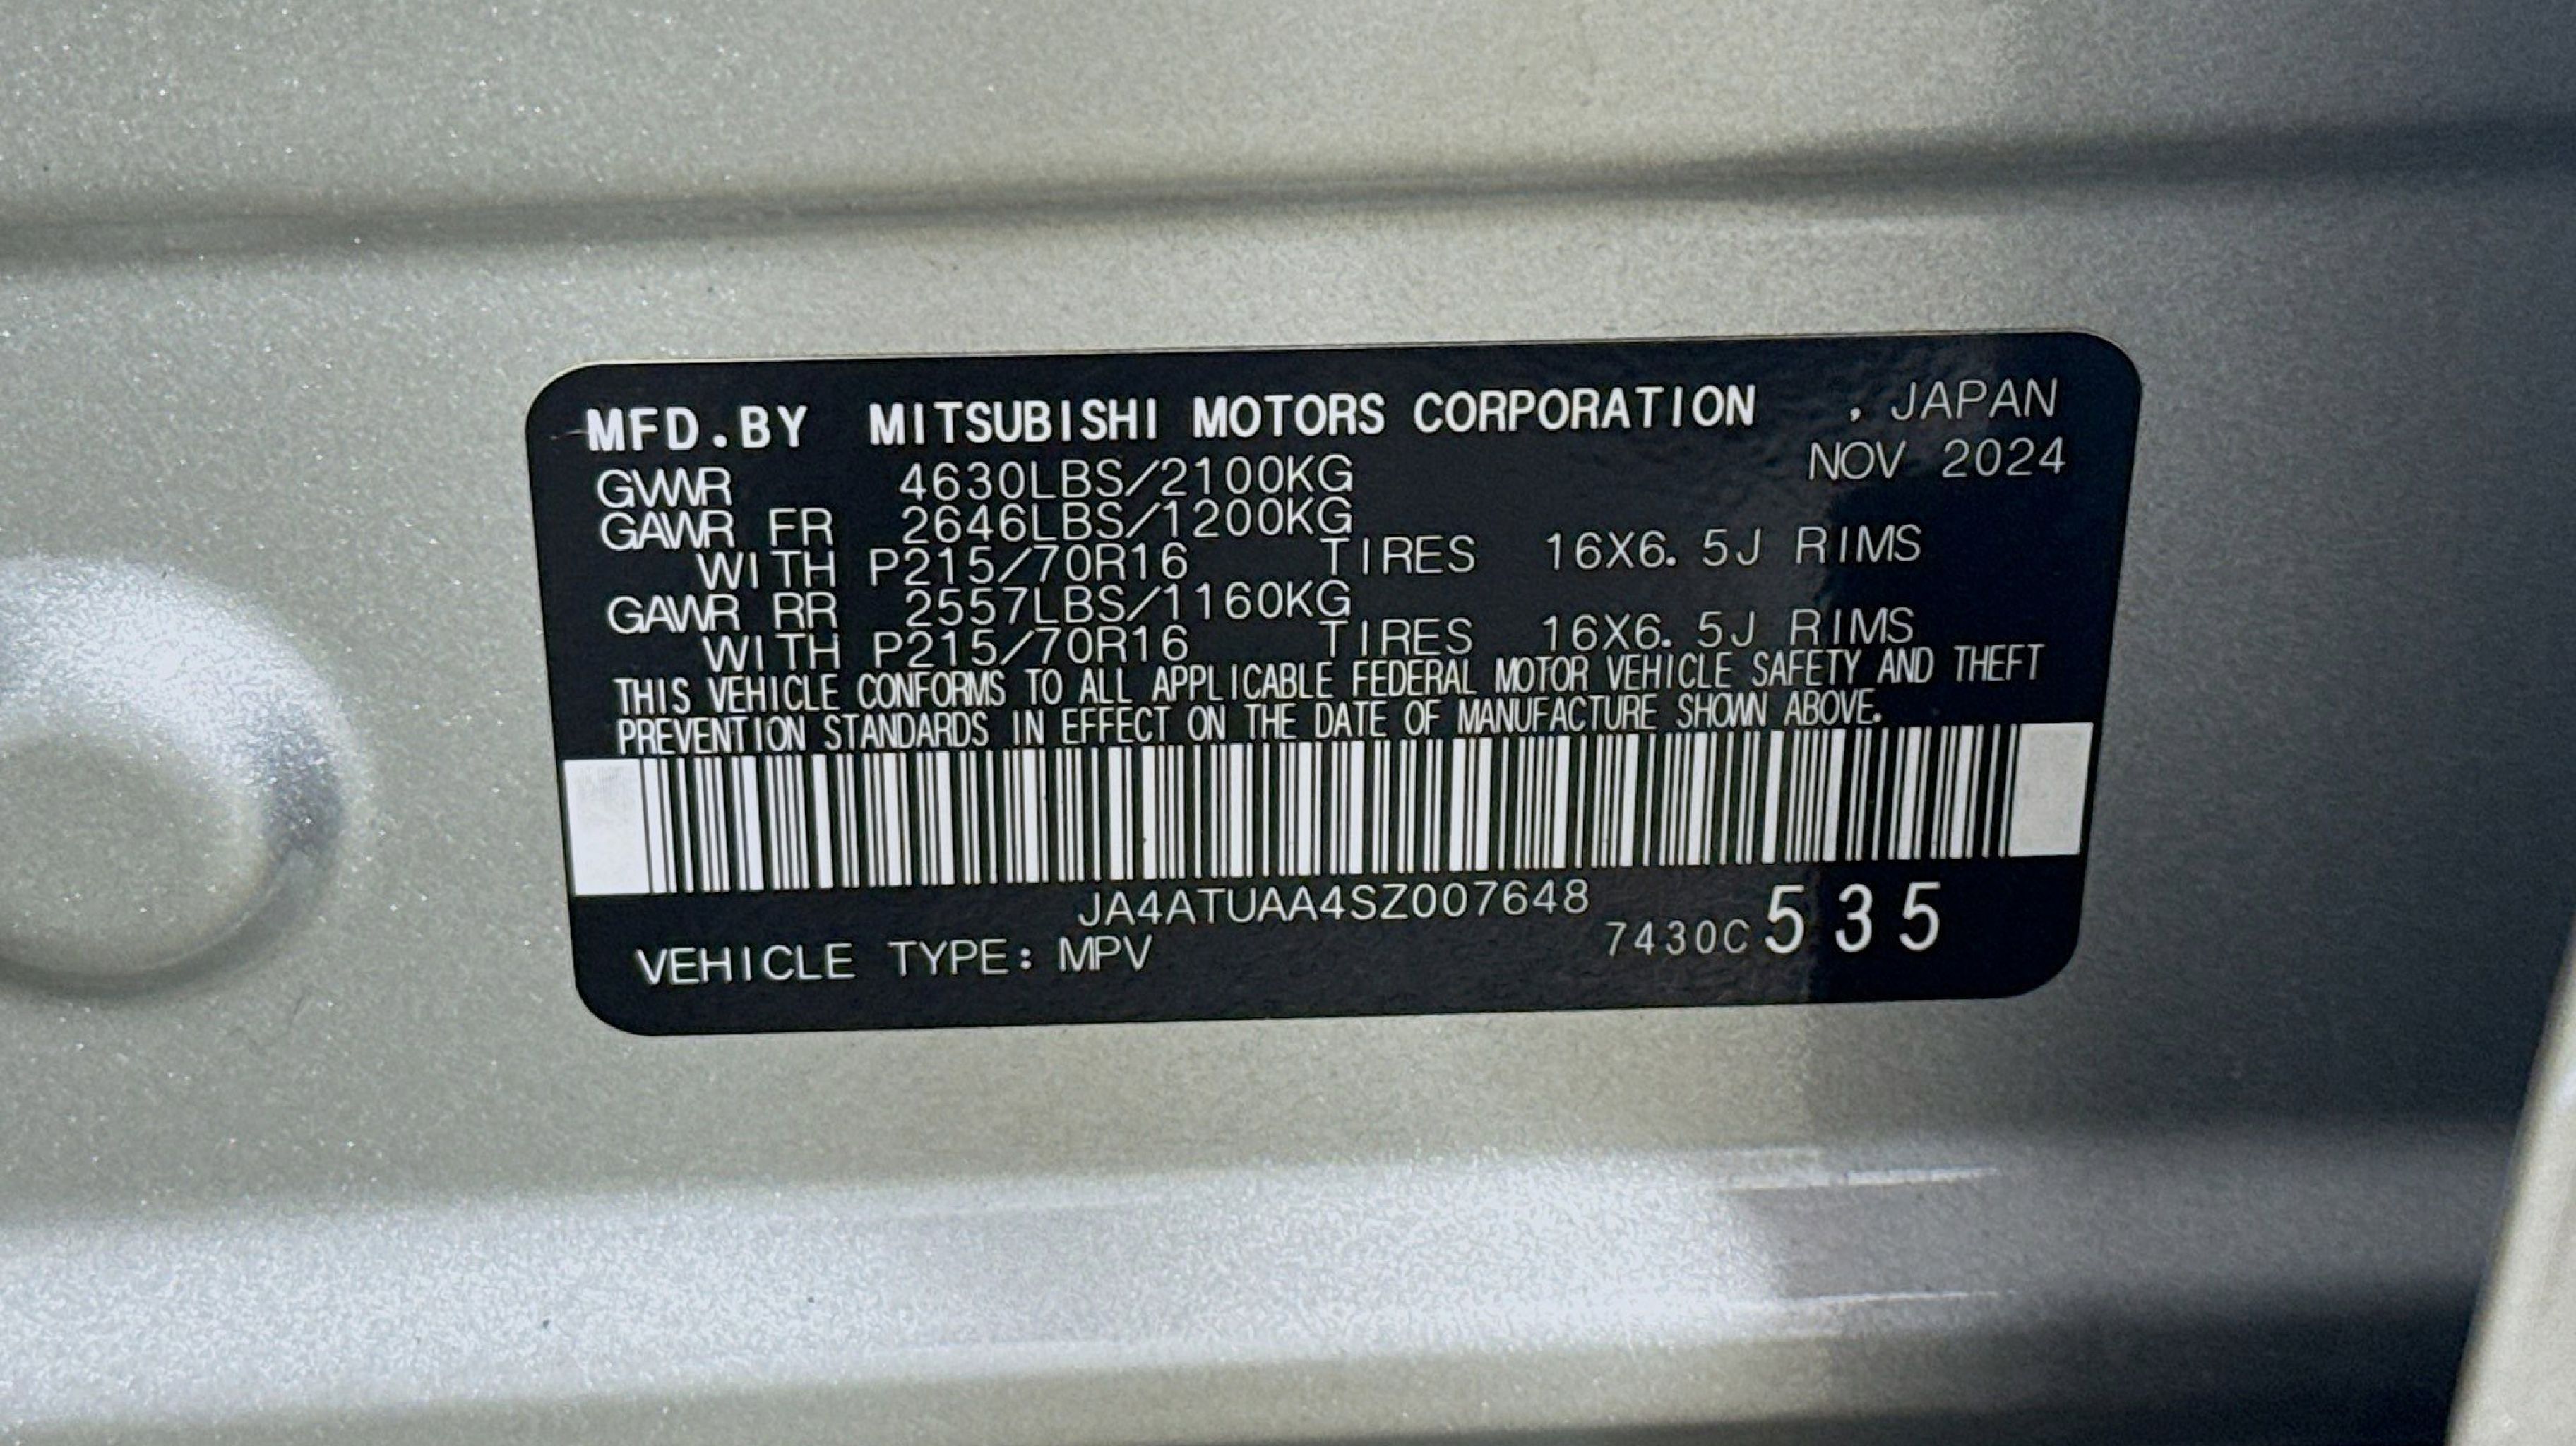 MFD.BY MITSUBISHI MOTORS CORPORATION , JAPAN
NOV 2024
GVWR 4630LBS/2100KG
GAWR FR 2646LBS/1200KG
WITH P215/70R16 TIRES 16X6.5J RIMS
GAWR RR 2557LBS/1160KG
WITH P215/70R16 TIRES 16X6.5J RIMS
THIS VEHICLE CONFORMS TO ALL APPLICABLE FEDERAL MOTOR VEHICLE SAFETY AND THEFT
PREVENTION STANDARDS IN EFFECT ON THE DATE OF MANUFACTURE SHOWN ABOVE.
JA4ATUAA4SZ007648
7430C 535
VEHICLE TYPE: MPV